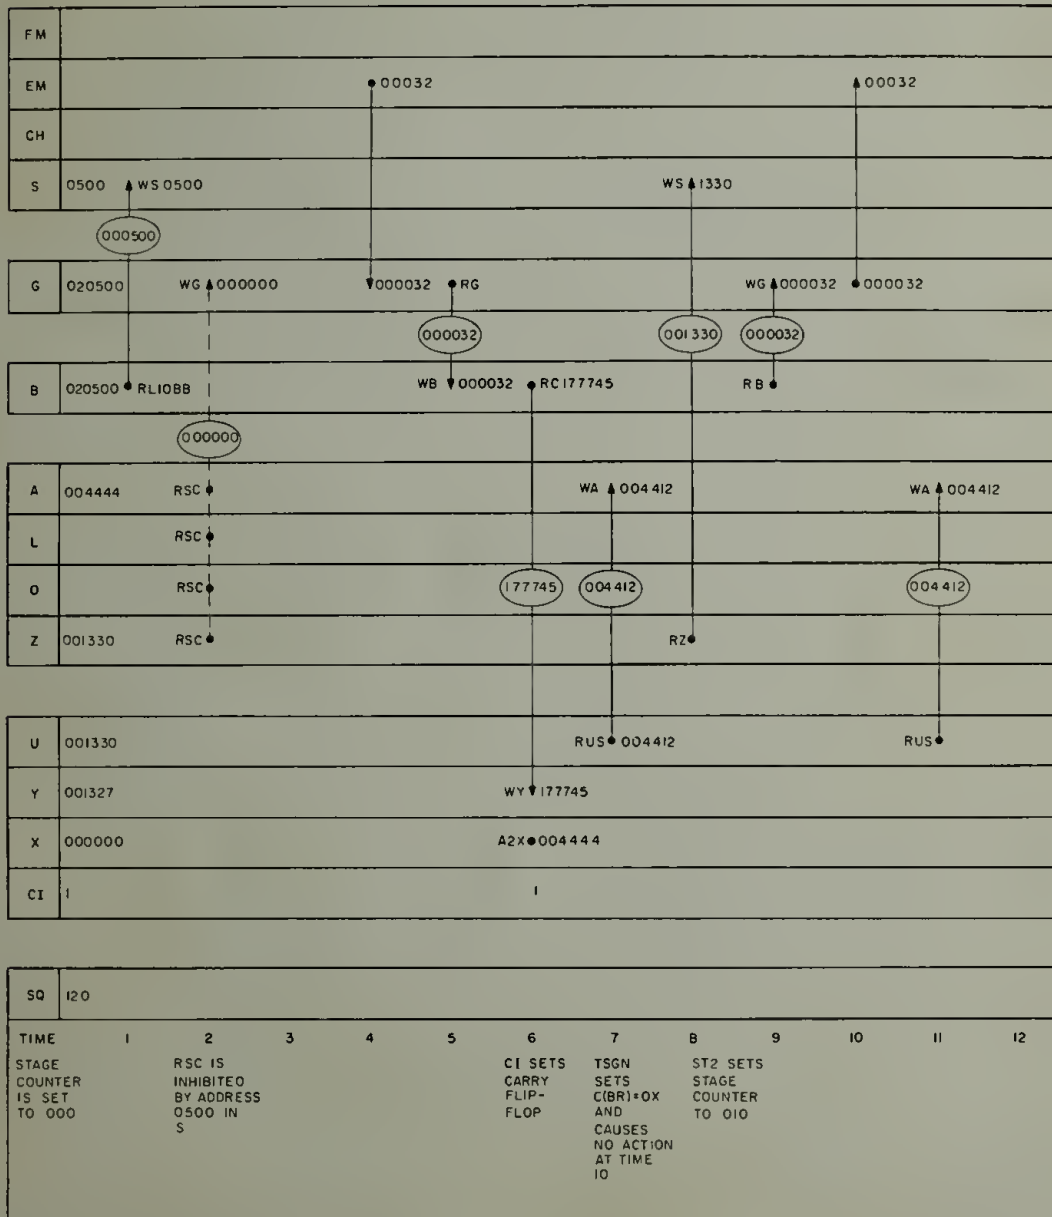 FM
EM ● 00032 ▲ 00032
CH
S 0500 ▲ WS 0500 WS ▲ 1330
000500
G 020500 WG ▲ 000000 ▼ 000032 ● RG WG ▲ 000032 ● 000032
000032 001330 000032
B 020500 ● RL10BB WB ▼ 000032 ● RC 177745 RB ●
000000
A 004444 RSC ● WA ▲ 004412 WA ▲ 004412
L RSC ●
O RSC ● 177745 004412 004412
Z 001330 RSC ● RZ ●
U 001330 RUS ● 004412 RUS ●
Y 001327 WY ▼ 177745
X 000000 A2X ● 004444
CI 1 1
SQ 120
TIME 1 2 3 4 5 6 7 8 9 10 11 12
STAGE
COUNTER
IS SET
TO 000
RSC IS
INHIBITED
BY ADDRESS
0500 IN
S
CI SETS
CARRY
FLIP-
FLOP
TSGN
SETS
C(BR)=0X
AND
CAUSES
NO ACTION
AT TIME
10
ST2 SETS
STAGE
COUNTER
TO 010